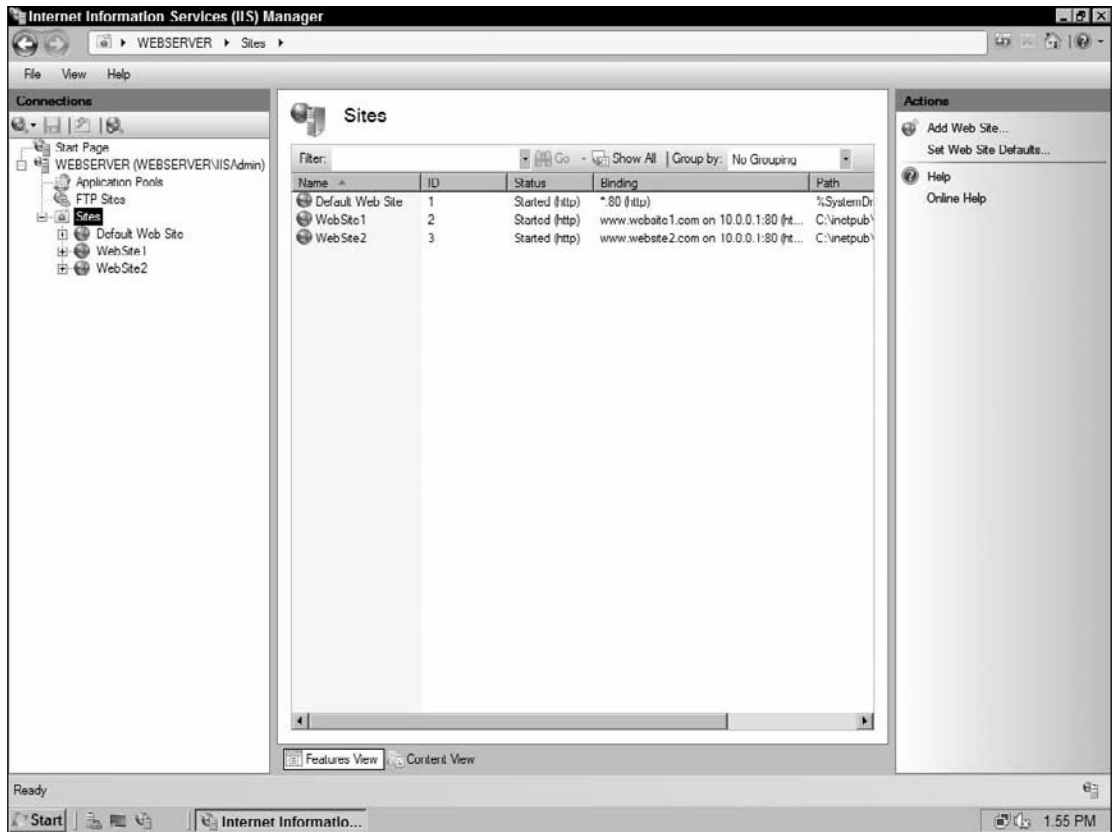 Internet Information Services (IIS) Manager
WEBSERVER Sites
File View Help
Connections
Start Page
WEBSERVER (WEBSERVER\IISAdmin)
Application Pools
FTP Sites
Sites
Default Web Site
WebSite1
WebSite2
Sites
Filter: Go Show All Group by: No Grouping
Name ID Status Binding Path
Default Web Site 1 Started (http) *:80 (http) %SystemDr
WebSite1 2 Started (http) www.website1.com on 10.0.0.1:80 (ht... C:\inetpub\
WebSite2 3 Started (http) www.website2.com on 10.0.0.1:80 (ht... C:\inetpub\
Features View Content View
Actions
Add Web Site...
Set Web Site Defaults...
Help
Online Help
Ready
Start Internet Informatio... 1:55 PM